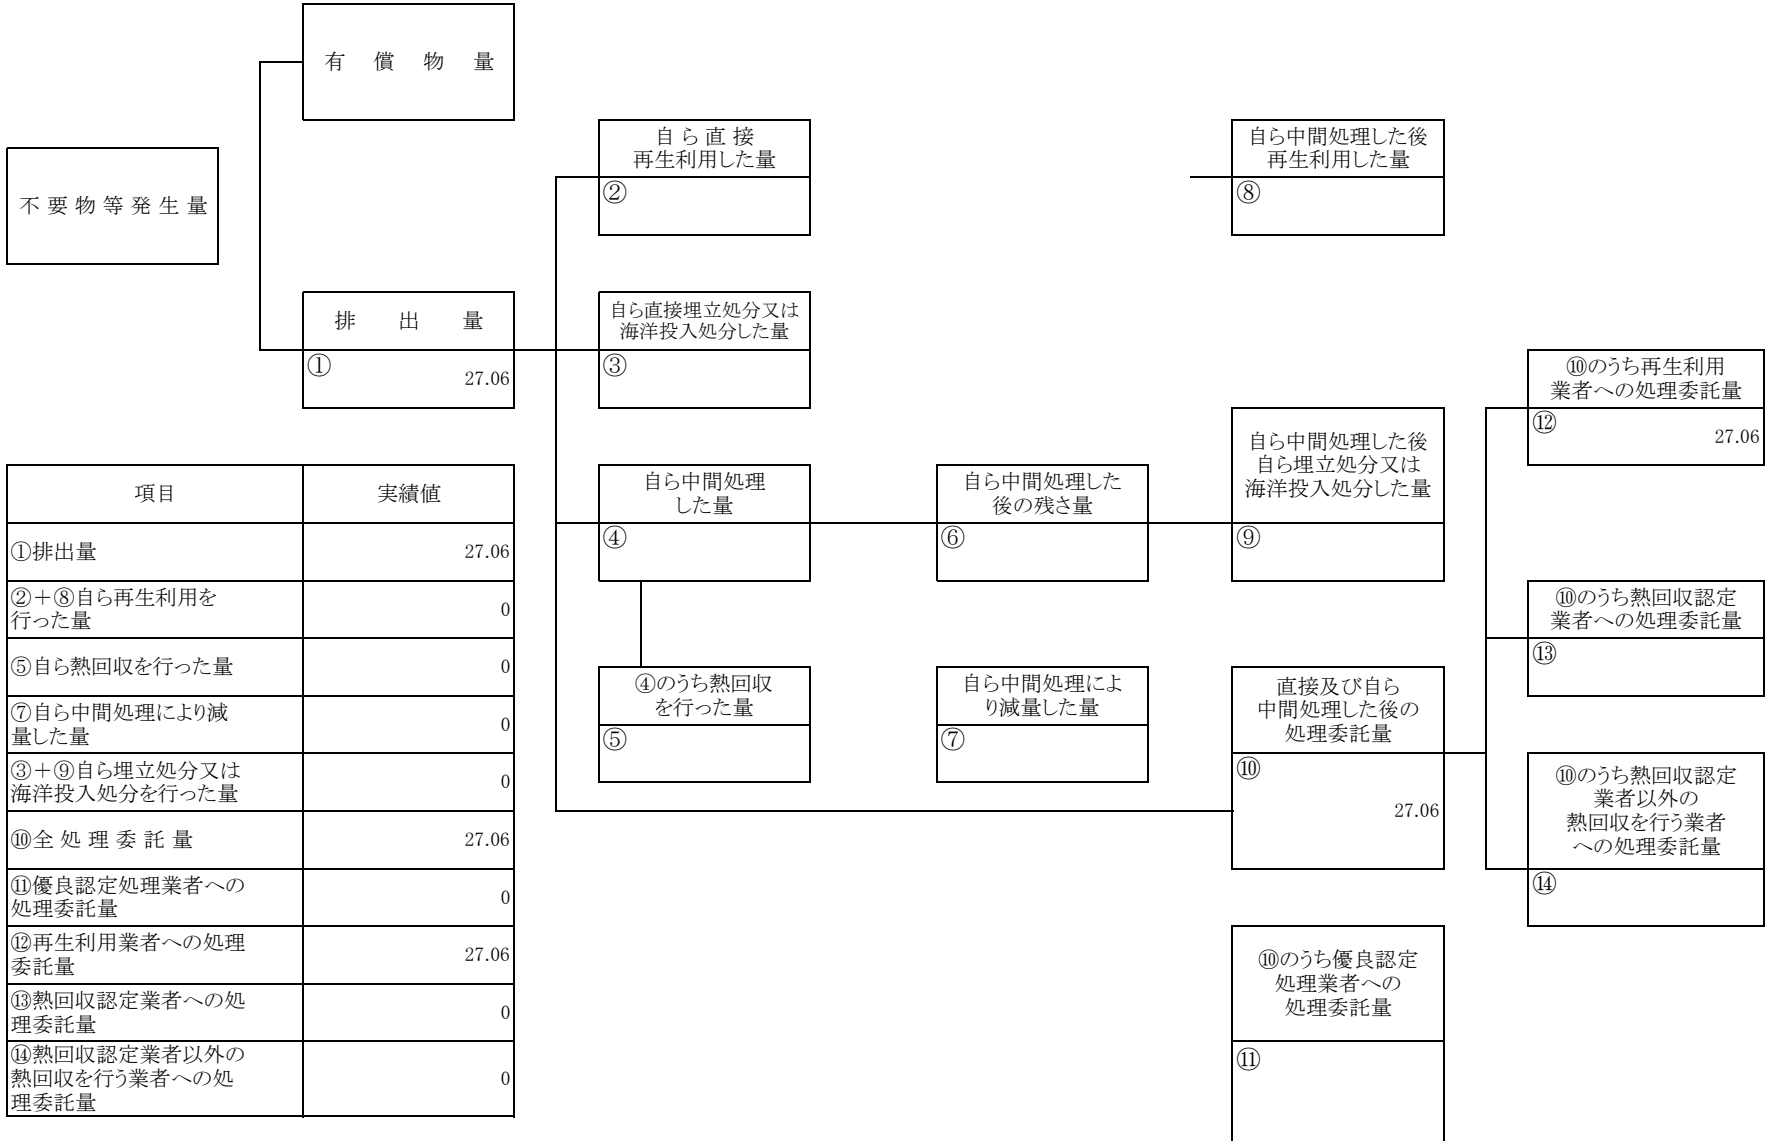 有 償 物 量
不 要 物 等 発 生 量
自 ら 直 接
再生利用した量
②
自ら中間処理した後
再生利用した量
⑧
排 出 量
①
27.06
自ら直接埋立処分又は
海洋投入処分した量
③
⑩のうち再生利用
業者への処理委託量
⑫
27.06
自ら中間処理
した量
④
自ら中間処理した
後の残さ量
⑥
自ら中間処理した後
自ら埋立処分又は
海洋投入処分した量
⑨
⑩のうち熱回収認定
業者への処理委託量
⑬
④のうち熱回収
を行った量
⑤
自ら中間処理によ
り減量した量
⑦
直接及び自ら
中間処理した後の
処理委託量
⑩
27.06
⑩のうち熱回収認定
業者以外の
熱回収を行う業者
への処理委託量
⑭
⑩のうち優良認定
処理業者への
処理委託量
⑪
項目 実績値
①排出量 27.06
②＋⑧自ら再生利用を
行った量 0
⑤自ら熱回収を行った量 0
⑦自ら中間処理により減
量した量 0
③＋⑨自ら埋立処分又は
海洋投入処分を行った量 0
⑩全 処 理 委 託 量 27.06
⑪優良認定処理業者への
処理委託量 0
⑫再生利用業者への処理
委託量 27.06
⑬熱回収認定業者への処
理委託量 0
⑭熱回収認定業者以外の
熱回収を行う業者への処
理委託量 0